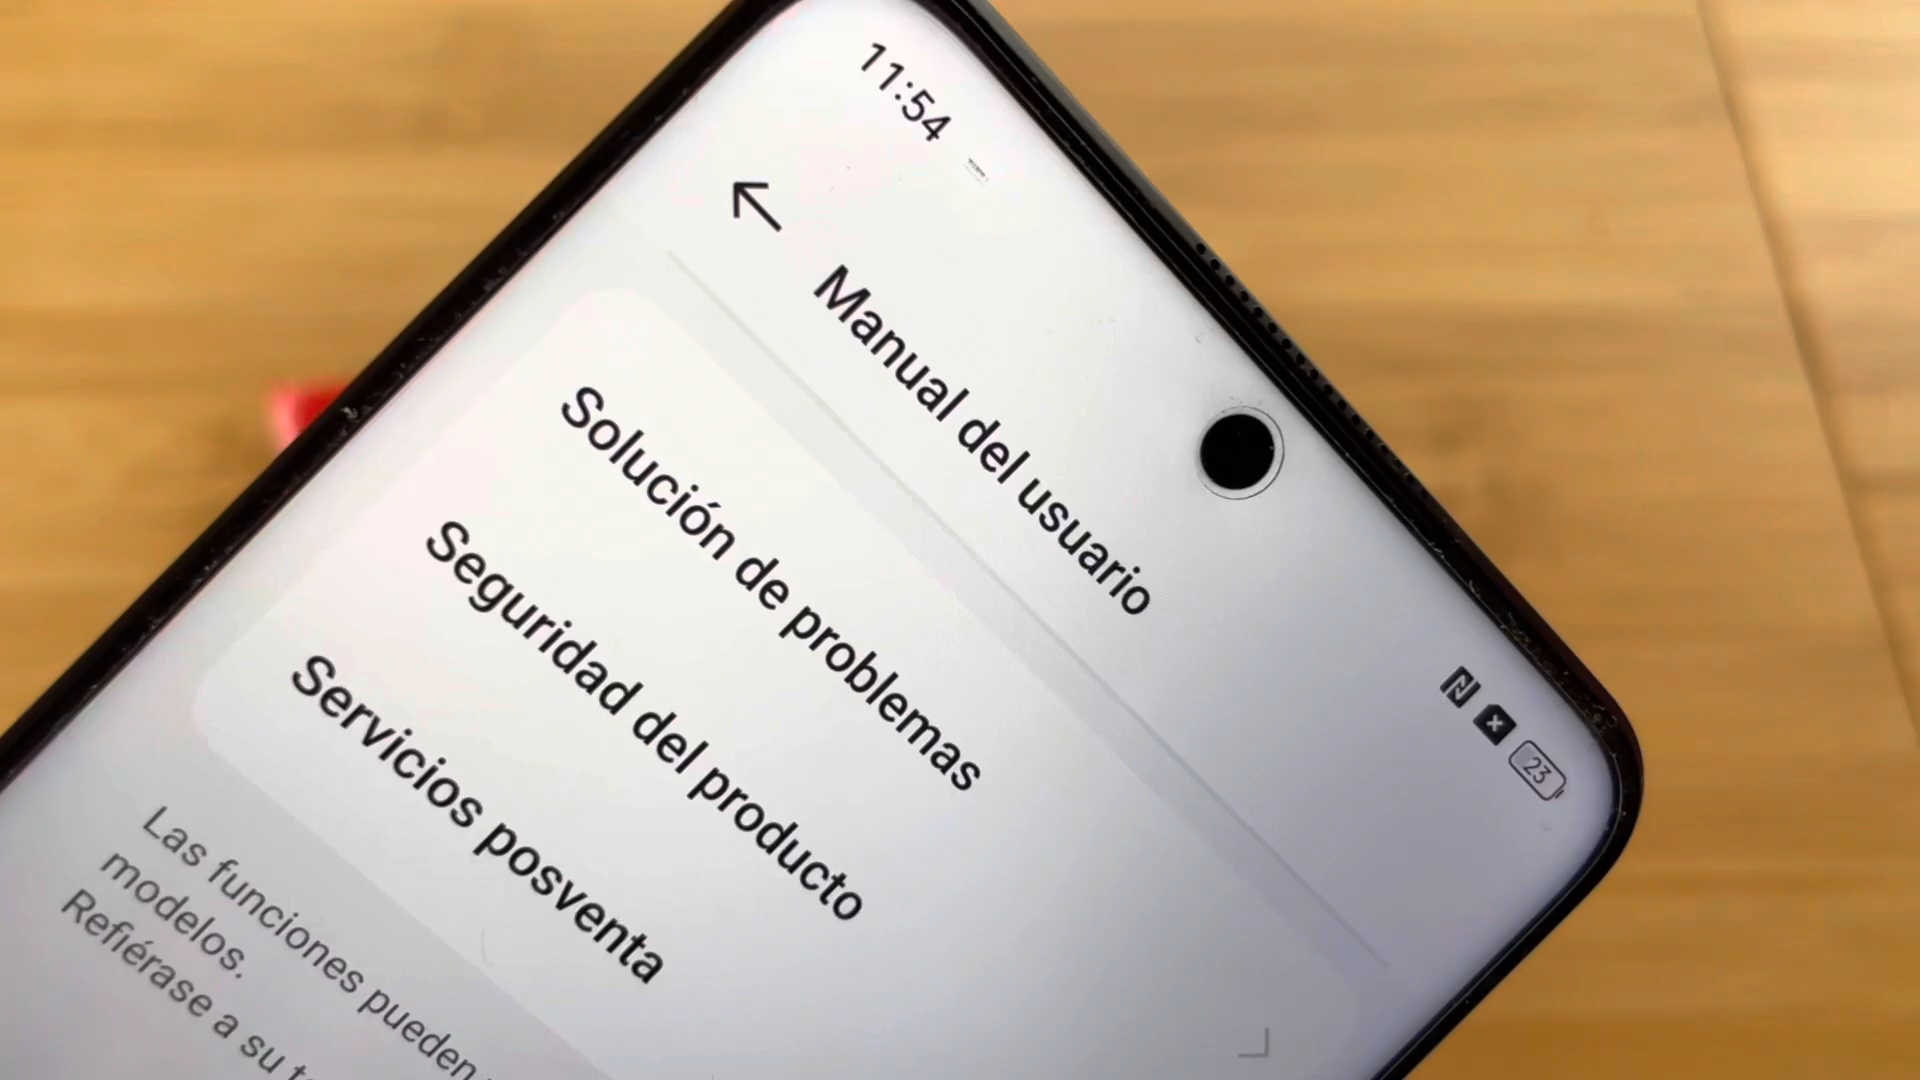 11:54
23
Manual del usuario
Solución de problemas
Seguridad del producto
Servicios posventa
Las funciones pueden
modelos.
Refiérase a su